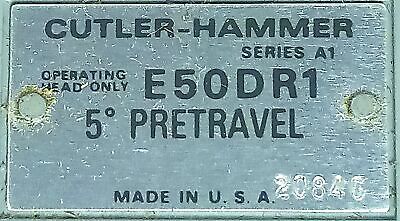 CUTLER-HAMMER
SERIES A1
OPERATING
HEAD ONLY E50DR1
5° PRETRAVEL
MADE IN U. S. A.